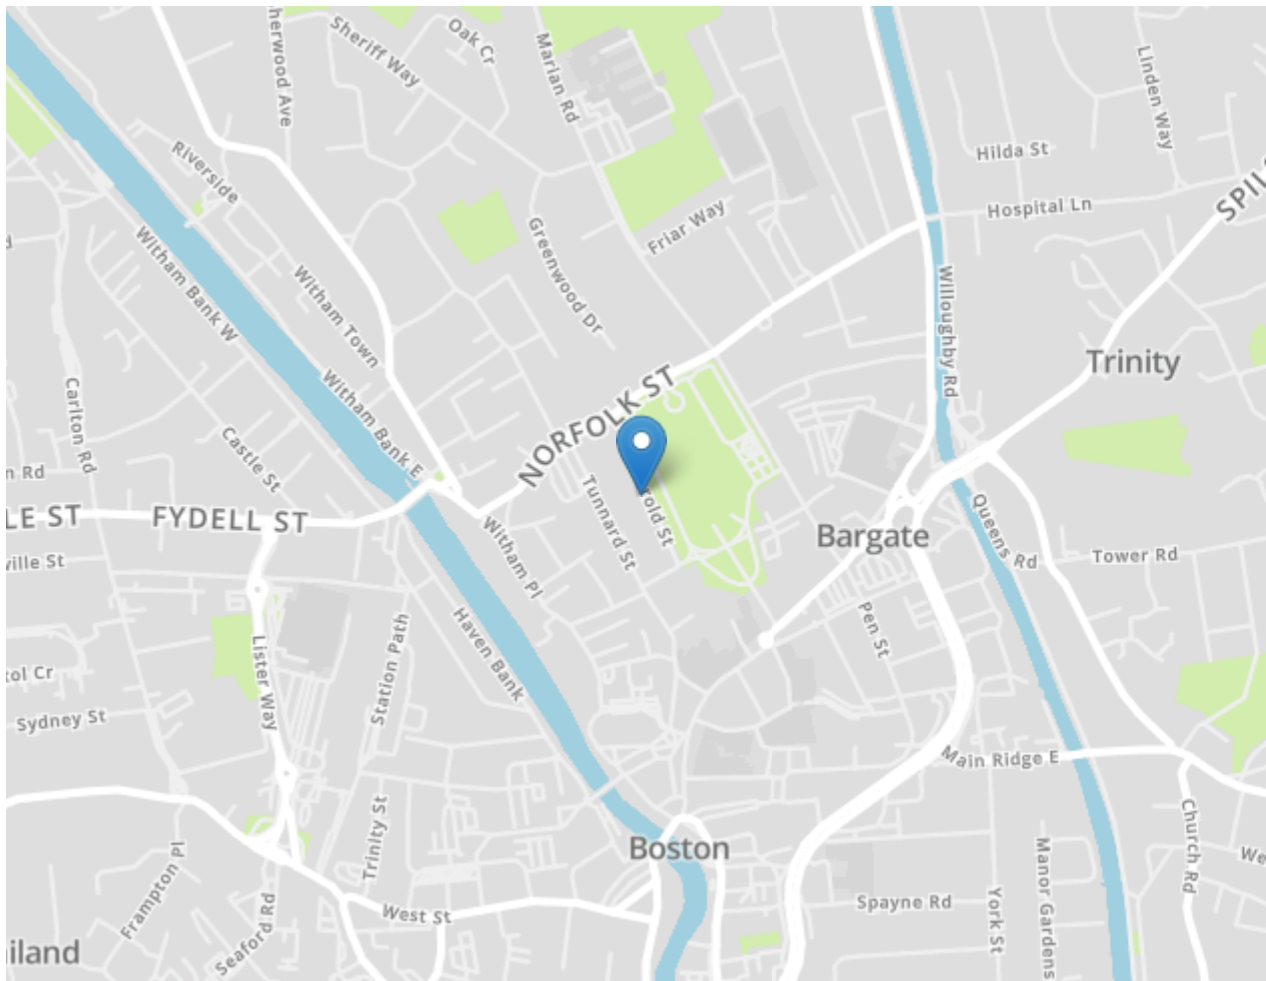 herwood Ave
Sheriff Way
Oak Cr
Marian Rd
Linden Way
Riverside
Hilda St
SPILS
Hospital Ln
Friar Way
Greenwood Dr
Witham Bank W
Witham Town
Willoughby Rd
Trinity
Carlton Rd
Witham Bank E
NORFOLK ST
Castle St
n Rd
LE ST
FYDELL ST
Tunnard St
rold St
Witham Pl
Bargate
Queens Rd
Tower Rd
ville St
Pen St
Haven Bank
Station Path
Lister Way
tol Cr
Sydney St
Main Ridge E
Trinity St
Boston
Church Rd
We
Frampton Pl
Seaford Rd
West St
Spayne Rd
York St
Manor Gardens
iland